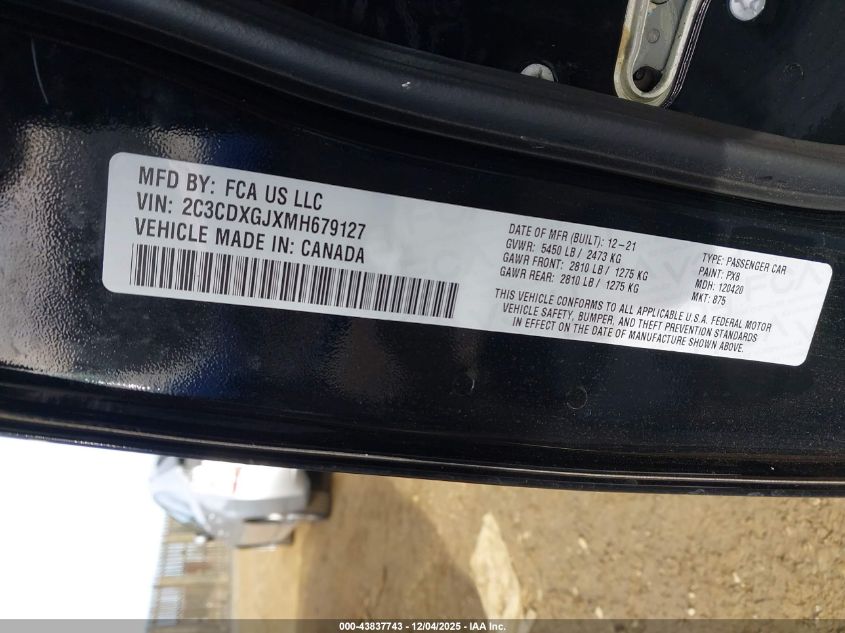 MFD BY: FCA US LLC
VIN: 2C3CDXGJXMH679127
VEHICLE MADE IN: CANADA
DATE OF MFR (BUILT): 12-21
GVWR: 5450 LB / 2473 KG
GAWR FRONT: 2810 LB / 1275 KG
GAWR REAR: 2810 LB / 1275 KG
TYPE: PASSENGER CAR
PAINT: PX8
MDH: 120420
MKT: 875
THIS VEHICLE CONFORMS TO ALL APPLICABLE U.S.A. FEDERAL MOTOR
VEHICLE SAFETY, BUMPER, AND THEFT PREVENTION STANDARDS
IN EFFECT ON THE DATE OF MANUFACTURE SHOWN ABOVE.
000-43837743 - 12/04/2025 - IAA Inc.